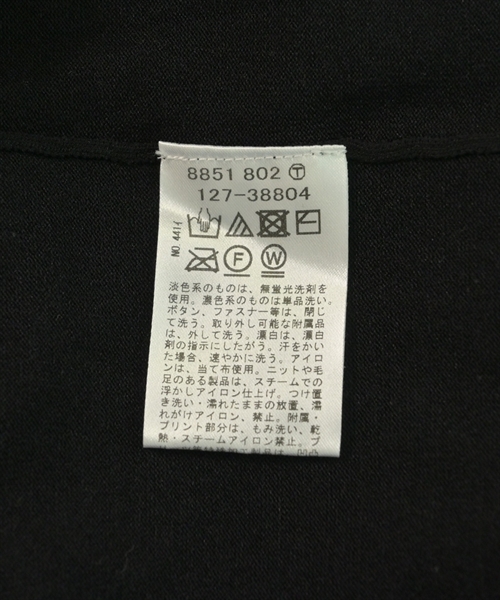 8851 802 Ⓣ
127-38804
NO.441イ
Ⓕ Ⓦ
淡色系のものは、無蛍光洗剤を
使用。濃色系のものは単品洗い。
ボタン、ファスナー等は、閉じ
て洗う。取り外し可能な附属品
は、外して洗う。漂白は、漂白
剤の指示にしたがう。汗をかい
た場合、速やかに洗う。アイロ
ンは、当て布使用。ニットや毛
足のある製品は、スチームでの
浮かしアイロン仕上げ。つけ置
き洗い・濡れたままの放置、濡
れがけアイロン、禁止。附属・
プリント部分は、もみ洗い、乾
熱・スチームアイロン禁止。プ